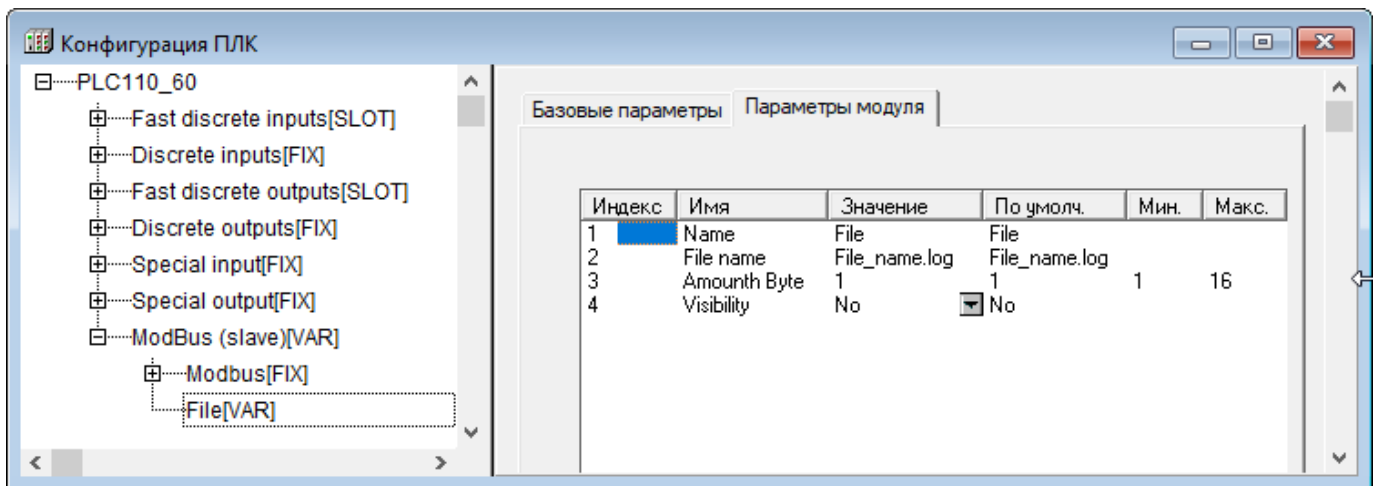 Конфигурация ПЛК
PLC110_60
Fast discrete inputs[SLOT]
Discrete inputs[FIX]
Fast discrete outputs[SLOT]
Discrete outputs[FIX]
Special input[FIX]
Special output[FIX]
ModBus (slave)[VAR]
Modbus[FIX]
File[VAR]
Базовые параметры Параметры модуля
Индекс Имя Значение По умолч. Мин. Макс.
1 Name File File
2 File name File_name.log File_name.log
3 Amounth Byte 1 1 1 16
4 Visibility No No